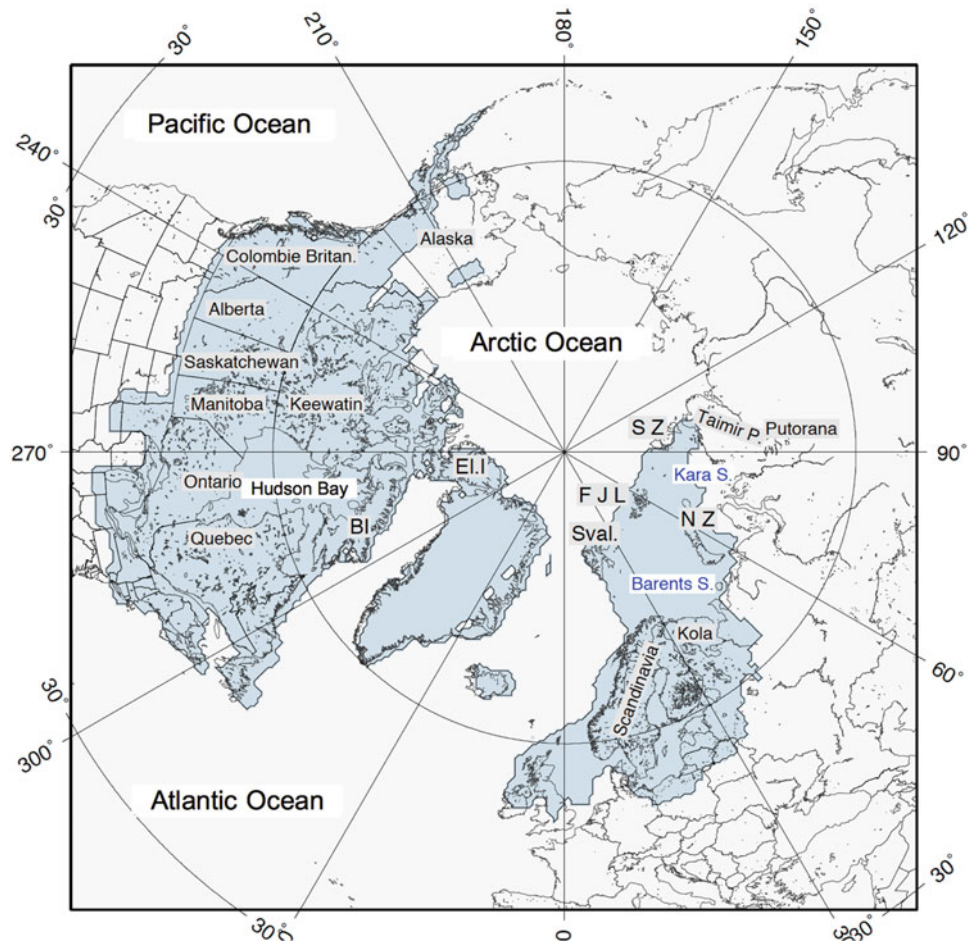 30°
210°
180°
150°
Pacific Ocean
240°
30°
120°
Alaska
Colombie Britan.
Alberta
Arctic Ocean
Saskatchewan
Manitoba
Keewatin
S Z
Taimir P.
Putorana
270°
90°
El.I
Kara S.
Ontario
Hudson Bay
F J L
BI
N Z
Quebec
Sval.
Barents S.
Kola
60°
30°
Scandinavia
300°
Atlantic Ocean
30°
30°
0
330°